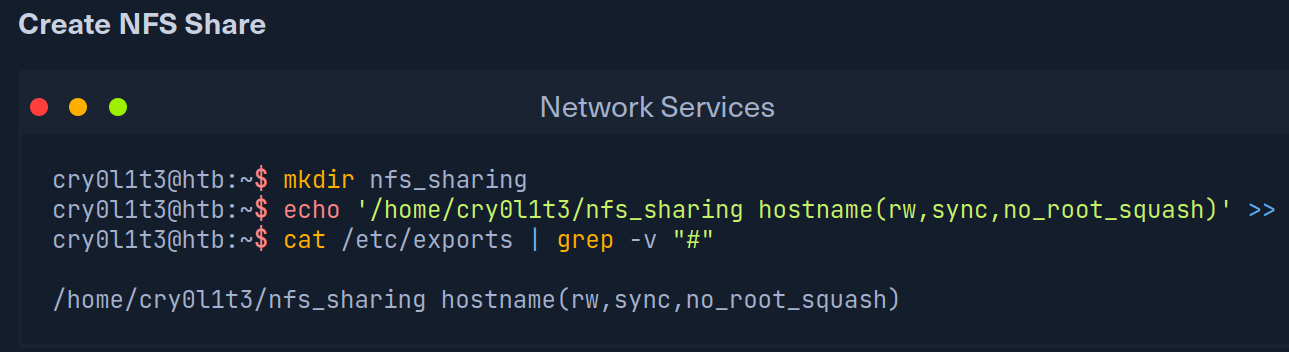 Create NFS Share
Network Services
cry0l1t3@htb:~$ mkdir nfs_sharing
cry0l1t3@htb:~$ echo '/home/cry0l1t3/nfs_sharing hostname(rw,sync,no_root_squash)' >>
cry0l1t3@htb:~$ cat /etc/exports | grep -v "#"
/home/cry0l1t3/nfs_sharing hostname(rw,sync,no_root_squash)